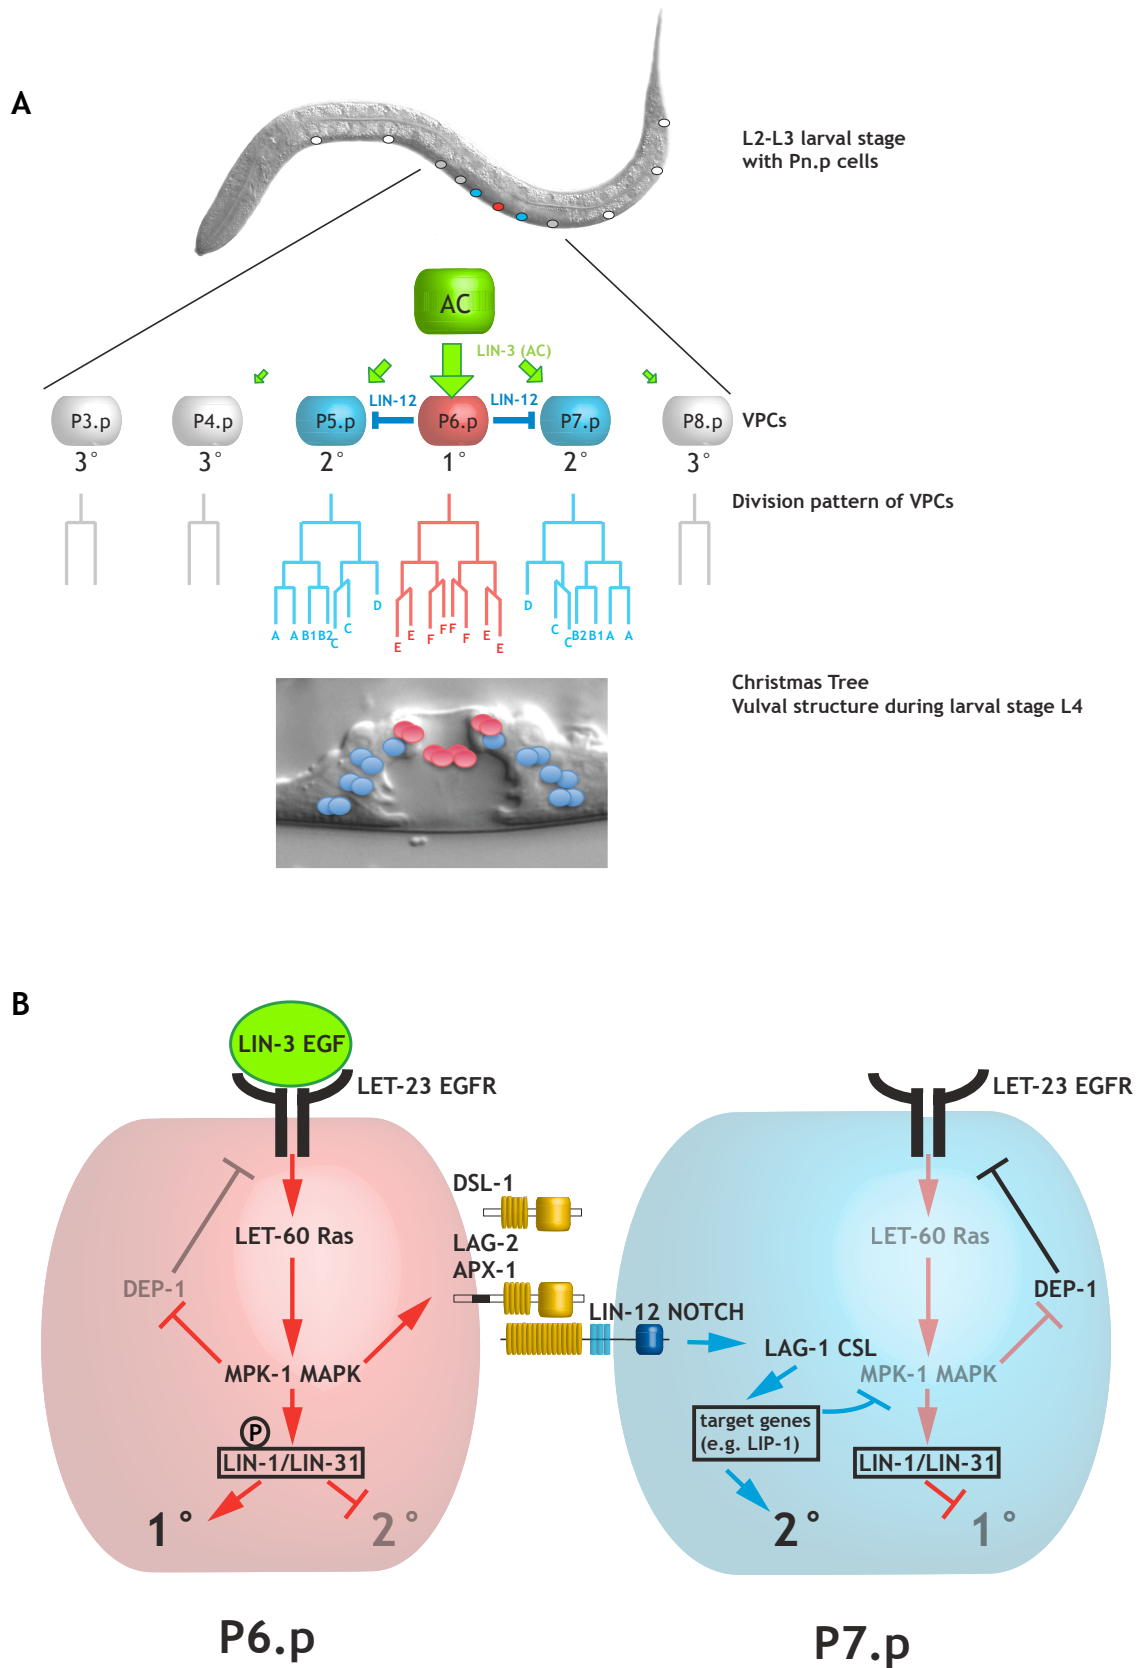 A
L2-L3 larval stage
with Pn.p cells
AC
LIN-3 (AC)
LIN-12
LIN-12
P3.p
P4.p
P5.p
P6.p
P7.p
P8.p
VPCs
3°
3°
2°
1°
2°
3°
Division pattern of VPCs
A A B1 B2 C C D
E E F F F F E E
D C C B2 B1 A A
Christmas Tree
Vulval structure during larval stage L4
B
LIN-3 EGF
LET-23 EGFR
LET-60 Ras
DEP-1
MPK-1 MAPK
P
LIN-1/LIN-31
1°
2°
DSL-1
LAG-2
APX-1
LIN-12 NOTCH
LET-23 EGFR
LET-60 Ras
DEP-1
LAG-1 CSL
MPK-1 MAPK
target genes
(e.g. LIP-1)
LIN-1/LIN-31
2°
1°
P6.p
P7.p